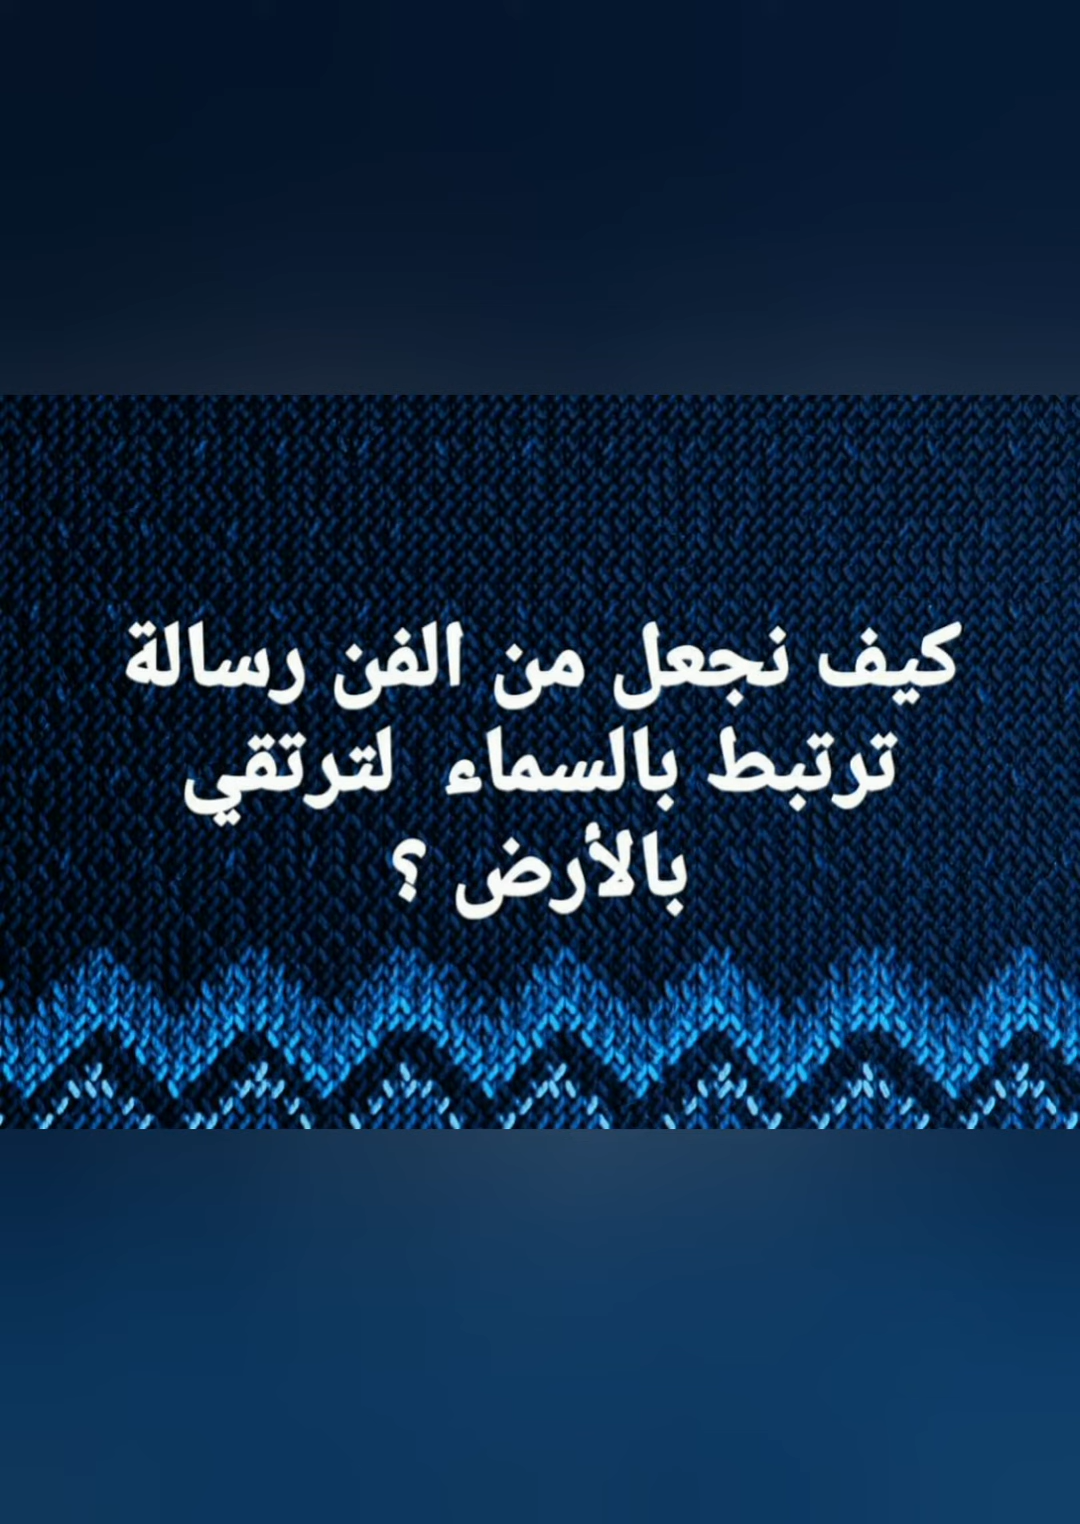 كيف نجعل من الفن رسالة
ترتبط بالسماء لترتقي
بالأرض ؟